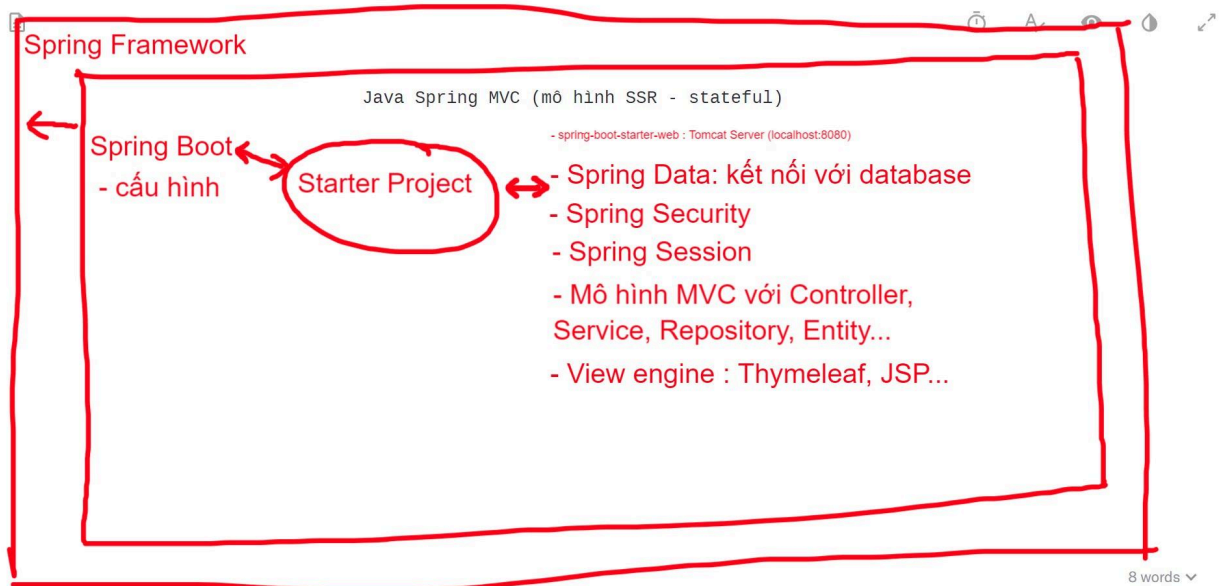 Spring Framework
Java Spring MVC (mô hình SSR - stateful)
- spring-boot-starter-web : Tomcat Server (localhost:8080)
Spring Boot
- cấu hình
Starter Project
- Spring Data: kết nối với database
- Spring Security
- Spring Session
- Mô hình MVC với Controller,
Service, Repository, Entity...
- View engine : Thymeleaf, JSP...
8 words